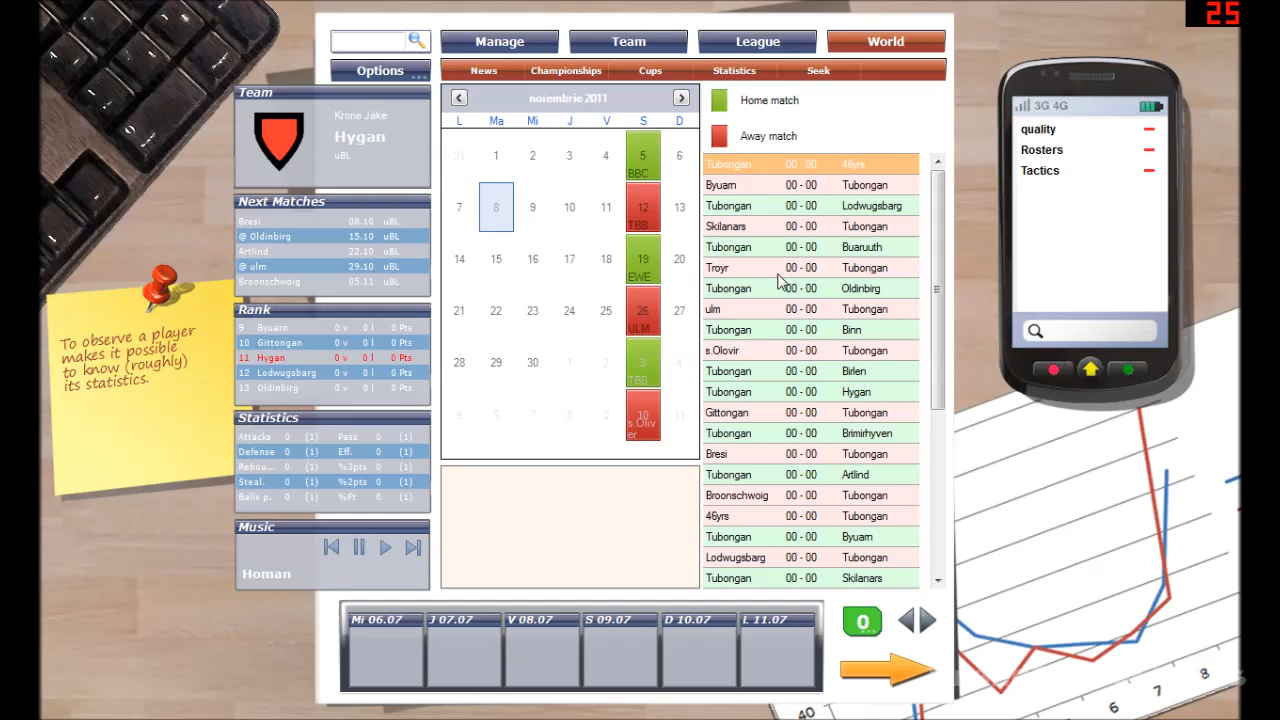 25
Manage Team League World
Options ...
News Championships Cups Statistics Seek
Team
Krone Jake
Hygan
uBL
Next Matches
Bresi 08.10 uBL
@ Oldinbirg 15.10 uBL
Artlind 22.10 uBL
@ ulm 29.10 uBL
Broonschwoig 05.11 uBL
Rank
9 Byuarn 0 v 0 l 0 Pts
10 Gittongan 0 v 0 l 0 Pts
11 Hygan 0 v 0 l 0 Pts
12 Lodwugsbarg 0 v 0 l 0 Pts
13 Oldinbirg 0 v 0 l 0 Pts
Statistics
Attacks 0 (1) Pass 0 (1)
Defense 0 (1) Eff. 0 (1)
Rebou... 0 (1) %3pts 0 (1)
Steal. 0 (1) %2pts 0 (1)
Balls p. 0 (1) %Ft 0 (1)
Music
Homan
To observe a player
makes it possible
to know (roughly)
its statistics.
noiembrie 2011
L Ma Mi J V S D
31 1 2 3 4 5 6
BBC
7 8 9 10 11 12 13
TBB
14 15 16 17 18 19 20
EWE
21 22 23 24 25 26 27
ULM
28 29 30 1 2 3 4
TBB
5 6 7 8 9 10 11
s.Oliv
er
Home match
Away match
Tubongan 00 - 00 46yrs
Byuarn 00 - 00 Tubongan
Tubongan 00 - 00 Lodwugsbarg
Skilanars 00 - 00 Tubongan
Tubongan 00 - 00 Buaruuth
Troyr 00 - 00 Tubongan
Tubongan 00 - 00 Oldinbirg
ulm 00 - 00 Tubongan
Tubongan 00 - 00 Binn
s.Olovir 00 - 00 Tubongan
Tubongan 00 - 00 Birlen
Tubongan 00 - 00 Hygan
Gittongan 00 - 00 Tubongan
Tubongan 00 - 00 Brimirhyven
Bresi 00 - 00 Tubongan
Tubongan 00 - 00 Artlind
Broonschwoig 00 - 00 Tubongan
46yrs 00 - 00 Tubongan
Tubongan 00 - 00 Byuarn
Lodwugsbarg 00 - 00 Tubongan
Tubongan 00 - 00 Skilanars
Mi 06.07 J 07.07 V 08.07 S 09.07 D 10.07 L 11.07
0
...
3G 4G
quality
Rosters
Tactics
40 6 7 8